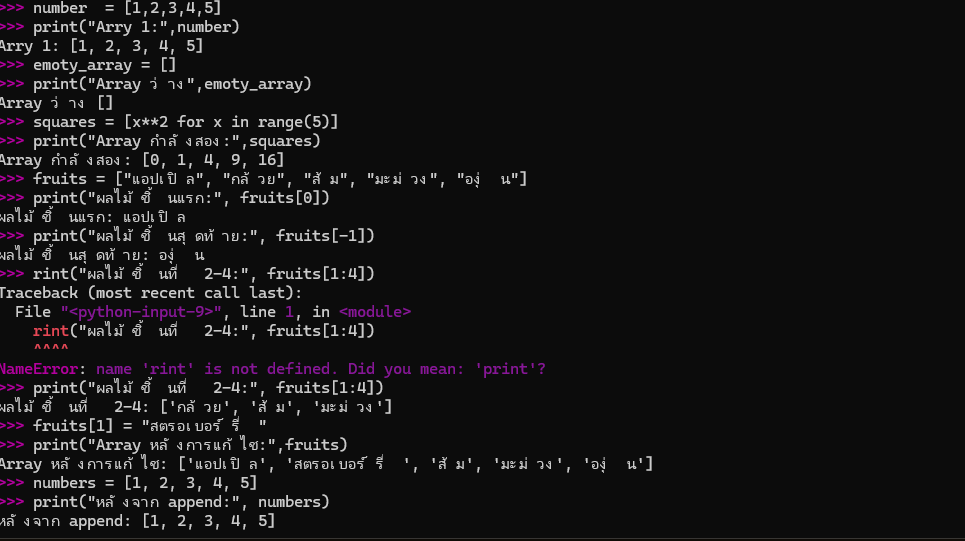 >>> number  = [1,2,3,4,5]
>>> print("Arry 1:",number)
Arry 1: [1, 2, 3, 4, 5]
>>> emoty_array = []
>>> print("Array ว่าง",emoty_array)
Array ว่าง []
>>> squares = [x**2 for x in range(5)]
>>> print("Array กำลังสอง:",squares)
Array กำลังสอง: [0, 1, 4, 9, 16]
>>> fruits = ["แอปเปิล", "กล้วย", "ส้ม", "มะม่วง", "องุ่น"]
>>> print("ผลไม้ชิ้นแรก:", fruits[0])
ผลไม้ชิ้นแรก: แอปเปิล
>>> print("ผลไม้ชิ้นสุดท้าย:", fruits[-1])
ผลไม้ชิ้นสุดท้าย: องุ่น
>>> rint("ผลไม้ชิ้นที่ 2-4:", fruits[1:4])
Traceback (most recent call last):
  File "<python-input-9>", line 1, in <module>
    rint("ผลไม้ชิ้นที่ 2-4:", fruits[1:4])
    ^^^^
NameError: name 'rint' is not defined. Did you mean: 'print'?
>>> print("ผลไม้ชิ้นที่ 2-4:", fruits[1:4])
ผลไม้ชิ้นที่ 2-4: ['กล้วย', 'ส้ม', 'มะม่วง']
>>> fruits[1] = "สตรอเบอร์รี่"
>>> print("Array หลังการแก้ไข:",fruits)
Array หลังการแก้ไข: ['แอปเปิล', 'สตรอเบอร์รี่', 'ส้ม', 'มะม่วง', 'องุ่น']
>>> numbers = [1, 2, 3, 4, 5]
>>> print("หลังจาก append:", numbers)
หลังจาก append: [1, 2, 3, 4, 5]